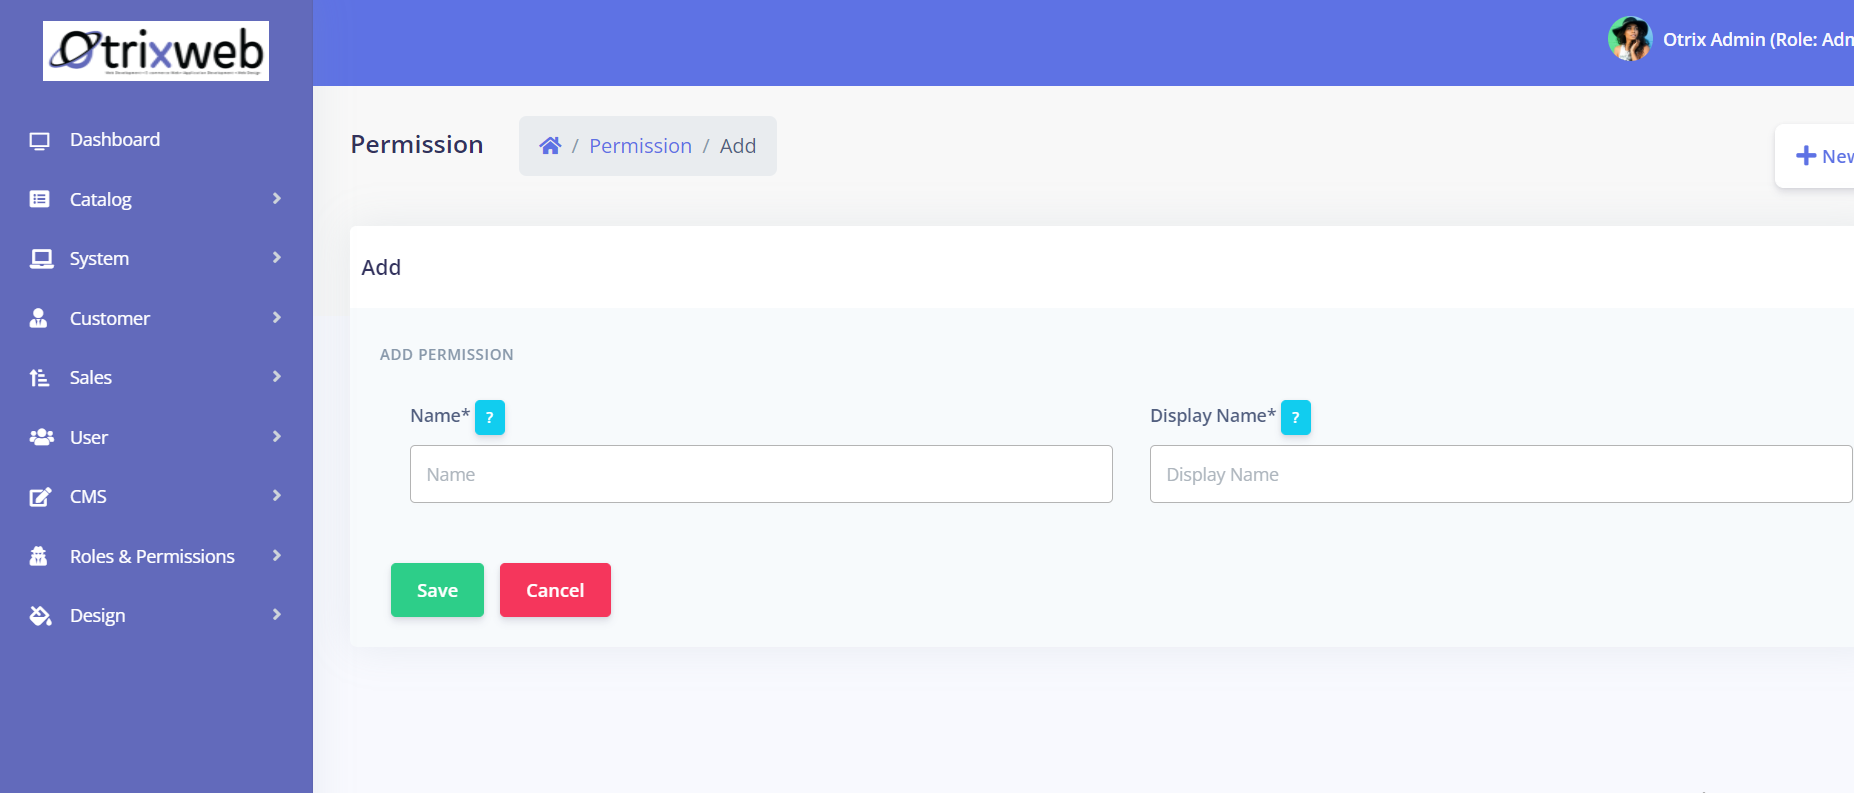 Otrixweb
Otrix Admin (Role: Adm
Dashboard
Catalog
System
Customer
Sales
User
CMS
Roles & Permissions
Design
Permission
/ Permission / Add
+ New
Add
ADD PERMISSION
Name* ?
Name
Display Name* ?
Display Name
Save
Cancel